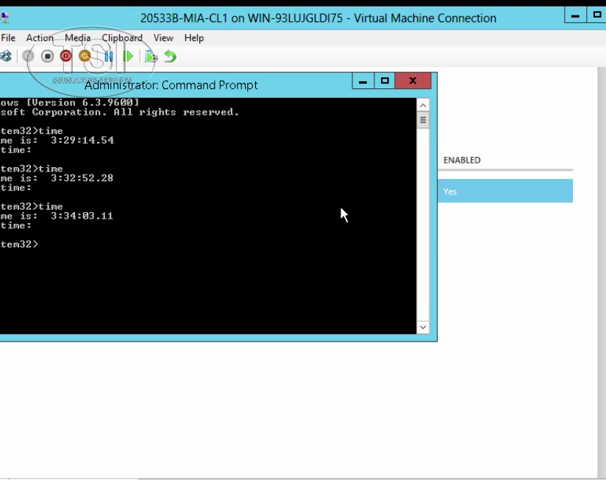 20533B-MIA-CL1 on WIN-93LUJGLDI75 - Virtual Machine Connection
File Action Media Clipboard View Help
TSI
Administrator: Command Prompt
ows [Version 6.3.9600]
soft Corporation. All rights reserved.
tem32>time
me is: 3:29:14.54
time:
tem32>time
me is: 3:32:52.28
time:
tem32>time
me is: 3:34:03.11
time:
tem32>
ENABLED
Yes